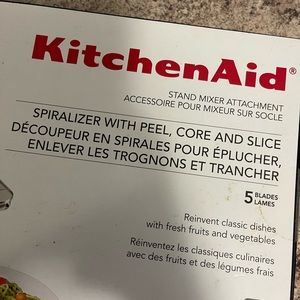 KitchenAid®
STAND MIXER ATTACHMENT
ACCESSOIRE POUR MIXEUR SUR SOCLE
SPIRALIZER WITH PEEL, CORE AND SLICE
DÉCOUPEUR EN SPIRALES POUR ÉPLUCHER,
ENLEVER LES TROGNONS ET TRANCHER
5 BLADES
LAMES
Reinvent classic dishes
with fresh fruits and vegetables
Réinventez les classiques culinaires
avec des fruits et des légumes frais